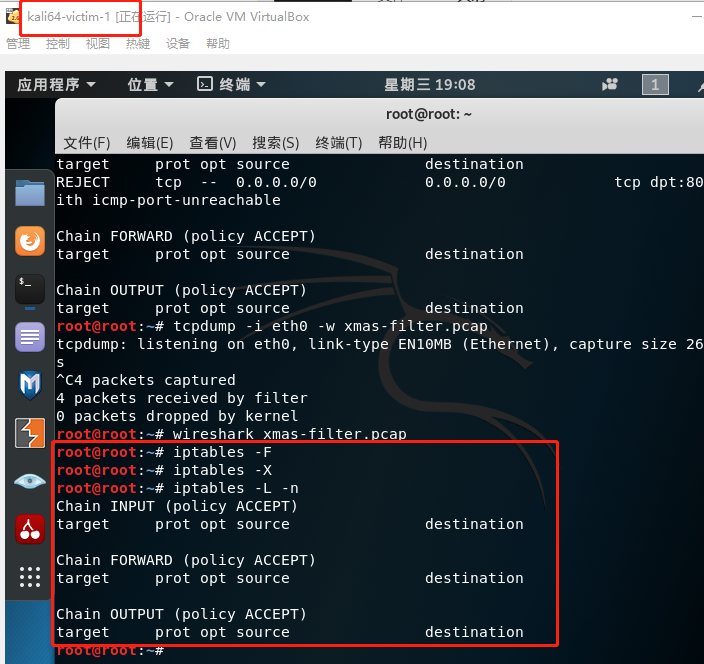 kali64-victim-1 [正在运行] - Oracle VM VirtualBox
管理 控制 视图 热键 设备 帮助
应用程序 位置 终端 星期三 19:08 1
root@root: ~
文件(F) 编辑(E) 查看(V) 搜索(S) 终端(T) 帮助(H)
target     prot opt source               destination
REJECT     tcp  --  0.0.0.0/0            0.0.0.0/0            tcp dpt:80
ith icmp-port-unreachable
Chain FORWARD (policy ACCEPT)
target     prot opt source               destination
Chain OUTPUT (policy ACCEPT)
target     prot opt source               destination
root@root:~# tcpdump -i eth0 -w xmas-filter.pcap
tcpdump: listening on eth0, link-type EN10MB (Ethernet), capture size 26
s
^C4 packets captured
4 packets received by filter
0 packets dropped by kernel
root@root:~# wireshark xmas-filter.pcap
root@root:~# iptables -F
root@root:~# iptables -X
root@root:~# iptables -L -n
Chain INPUT (policy ACCEPT)
target     prot opt source               destination
Chain FORWARD (policy ACCEPT)
target     prot opt source               destination
Chain OUTPUT (policy ACCEPT)
target     prot opt source               destination
root@root:~#